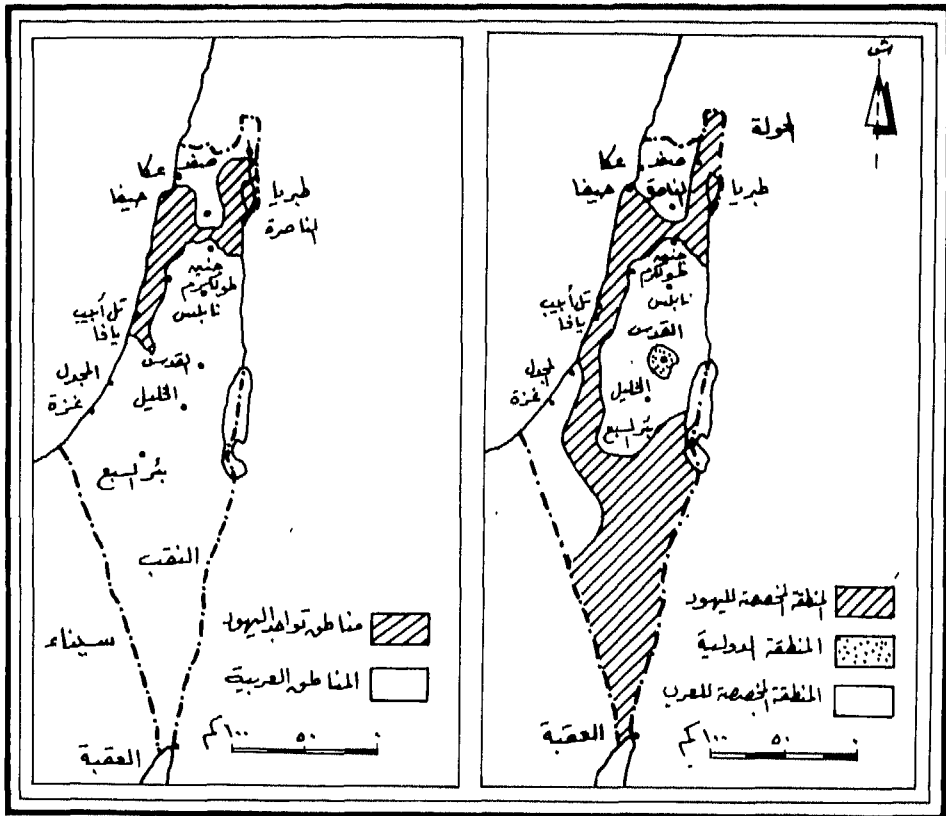 ش
الحولة
صفد
عكا
الناصرة
حيفا
طبريا
جنين
طولكرم
نابلس
تل أبيب
يافا
القدس
المجدل
غزة
الخليل
بئر السبع
المنطقة المخصصة لليهود
المنطقة الدولية
المنطقة المخصصة للعرب
العقبة
١٠٠ كم
٥٠
٠
صفد
عكا
حيفا
طبريا
الناصرة
جنين
طولكرم
نابلس
تل أبيب
يافا
القدس
المجدل
الخليل
غزة
بئر السبع
النقب
مناطق تواجد اليهود
سيناء
المناطق العربية
١٠٠ كم
٥٠
٠
العقبة